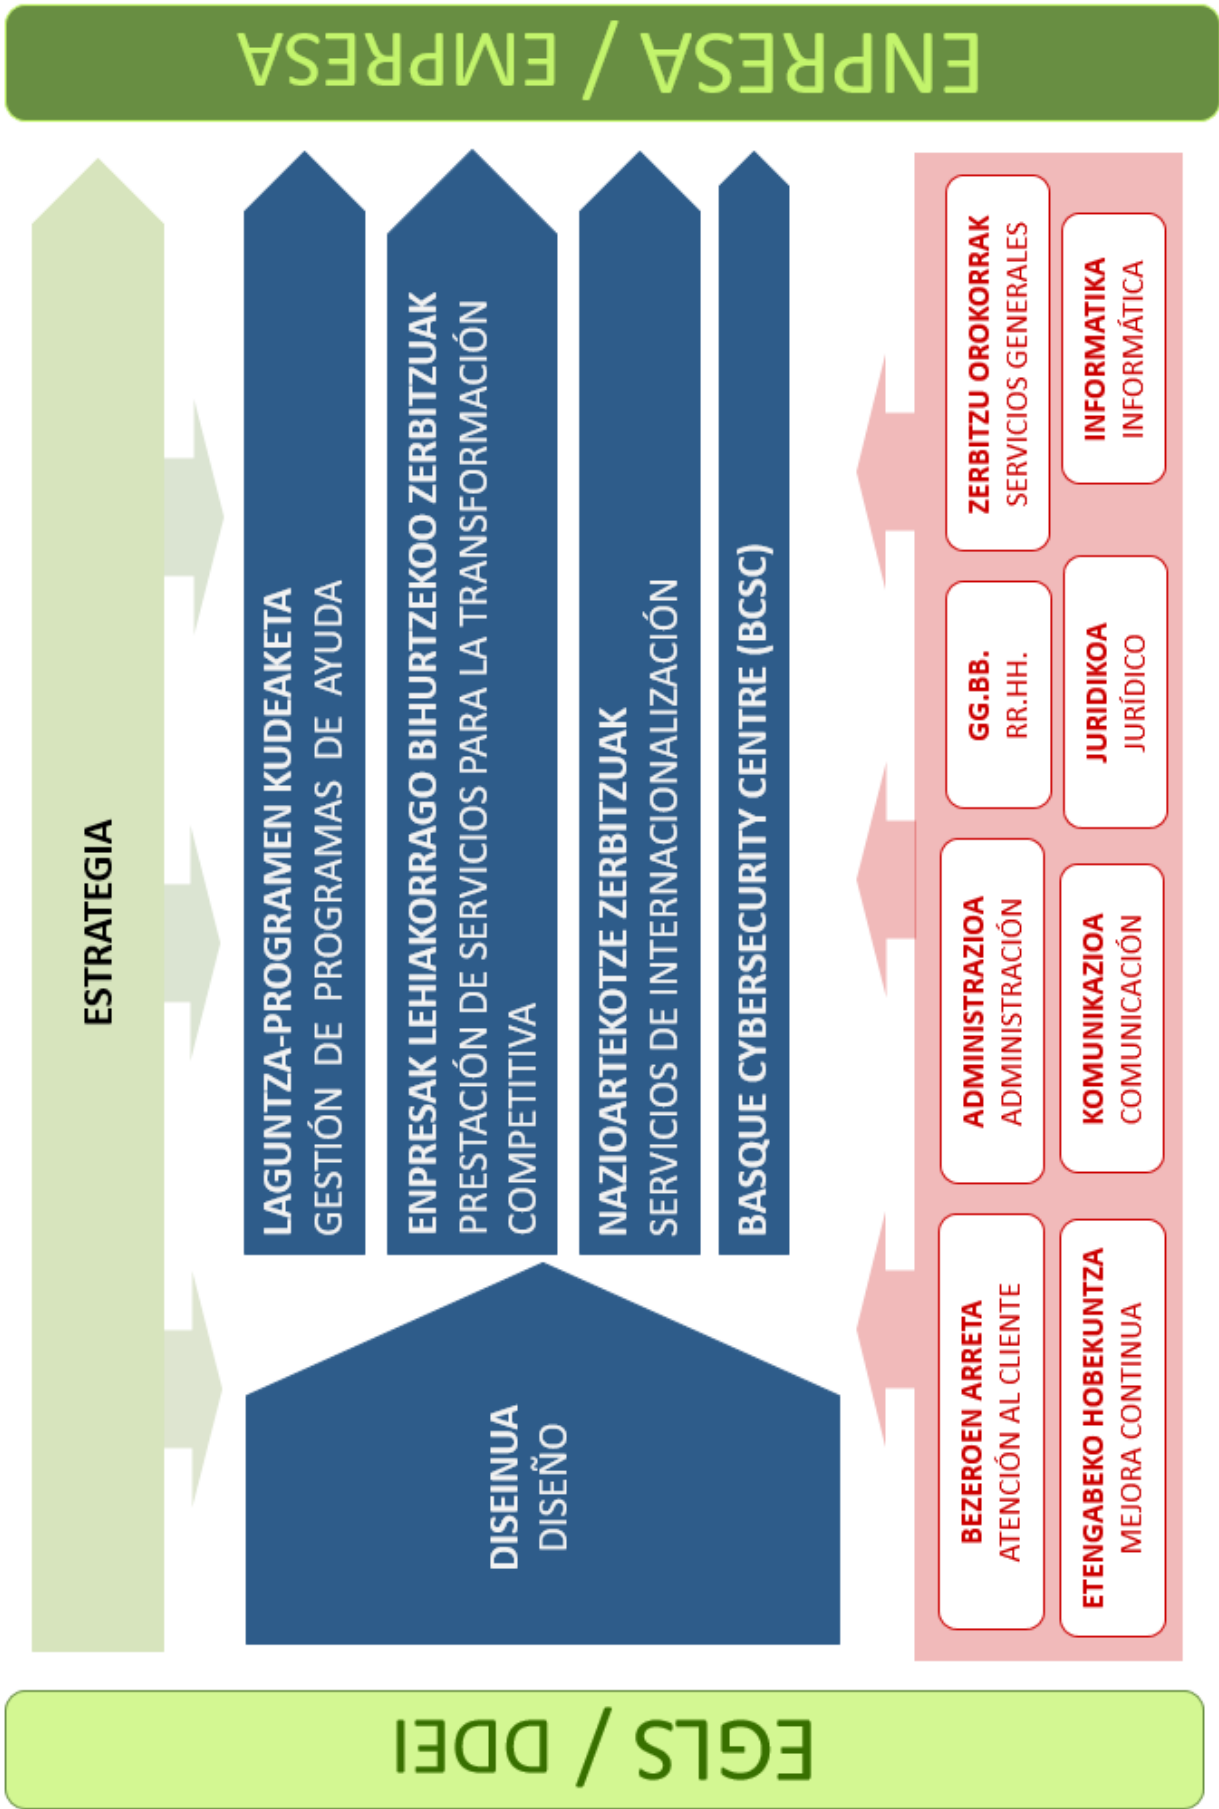 EGLS / DDEI
ESTRATEGIA
DISEINUA
DISEÑO
LAGUNTZA-PROGRAMEN KUDEAKETA
GESTIÓN DE PROGRAMAS DE AYUDA
ENPRESAK LEHIAKORRAGO BIHURTZEKOO ZERBITZUAK
PRESTACIÓN DE SERVICIOS PARA LA TRANSFORMACIÓN
COMPETITIVA
NAZIOARTEKOTZE ZERBITZUAK
SERVICIOS DE INTERNACIONALIZACIÓN
BASQUE CYBERSECURITY CENTRE (BCSC)
BEZEROEN ARRETA
ATENCIÓN AL CLIENTE
ADMINISTRAZIOA
ADMINISTRACIÓN
GG.BB.
RR.HH.
ZERBITZU OROKORRAK
SERVICIOS GENERALES
ETENGABEKO HOBEKUNTZA
MEJORA CONTINUA
KOMUNIKAZIOA
COMUNICACIÓN
JURIDIKOA
JURÍDICO
INFORMATIKA
INFORMÁTICA
ENPRESA / EMPRESA